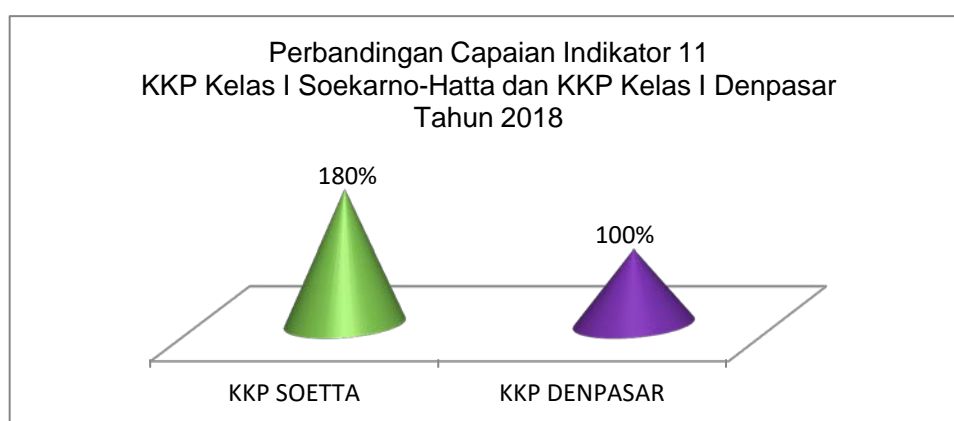 Perbandingan Capaian Indikator 11
KKP Kelas I Soekarno-Hatta dan KKP Kelas I Denpasar
Tahun 2018
180%
100%
KKP SOETTA
KKP DENPASAR